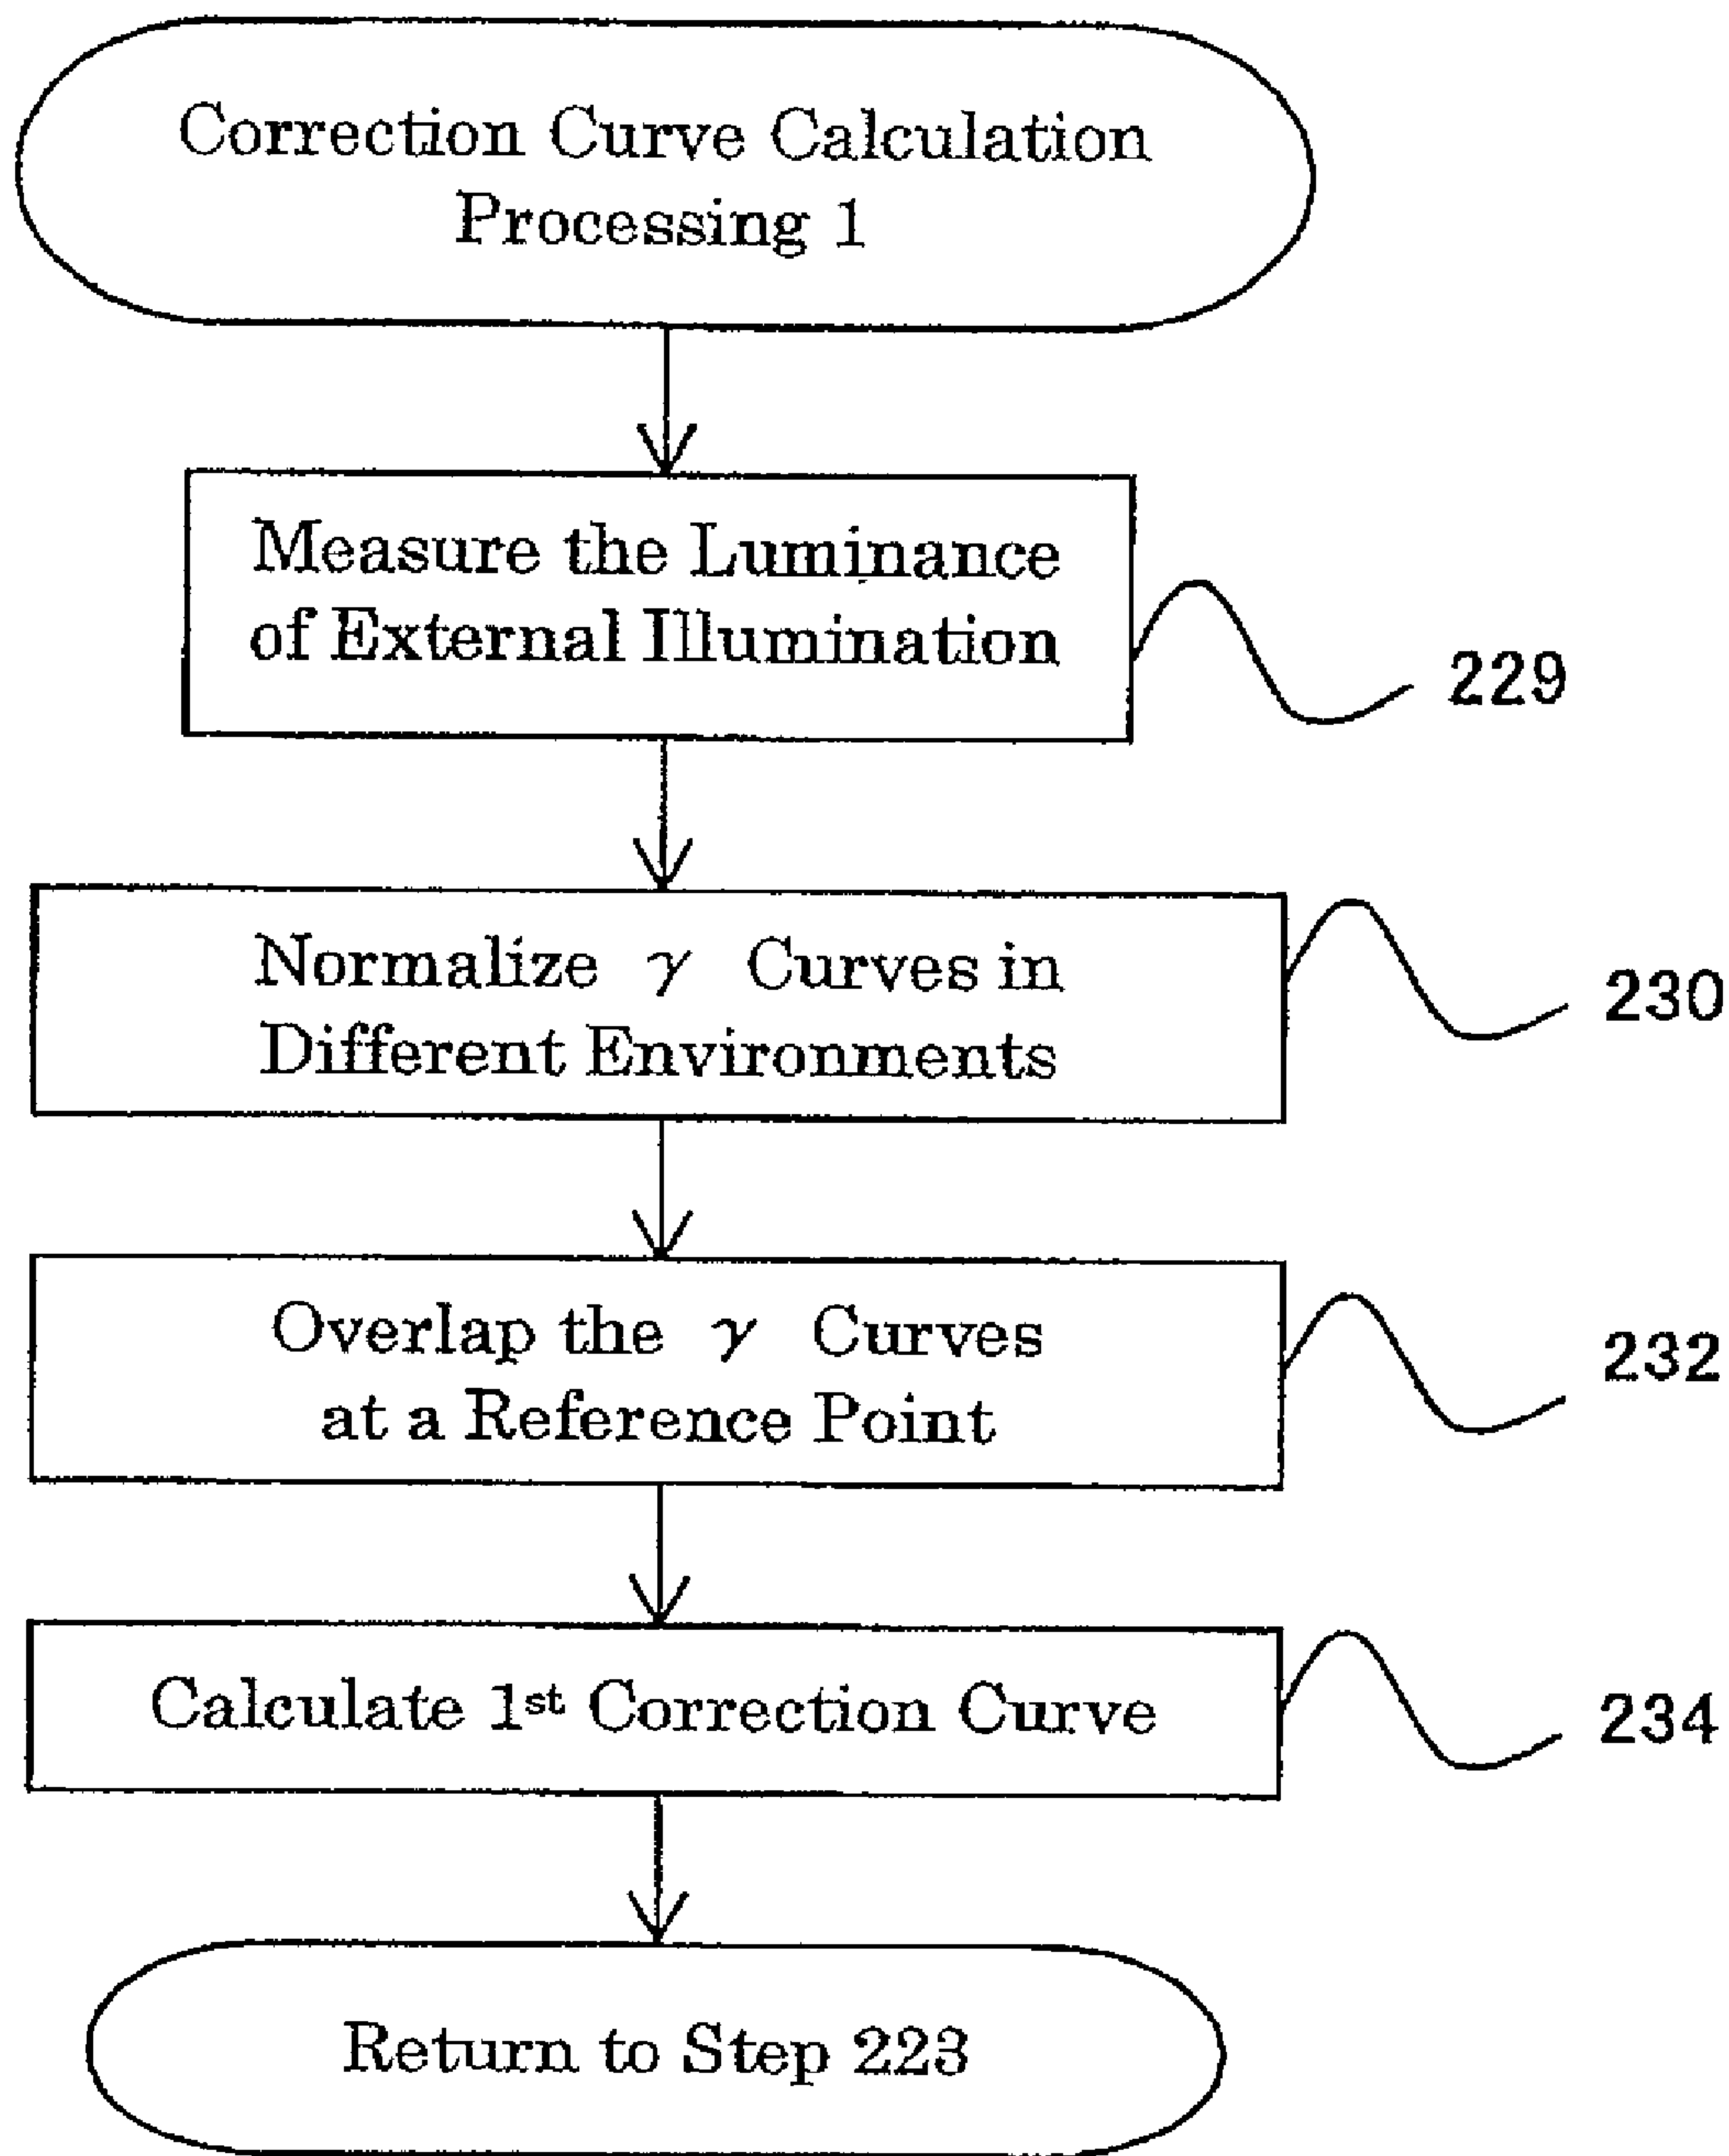 Correction Curve Calculation
Processing 1
Measure the Luminance
of External Illumination
229
Normalize γ Curves in
Different Environments
230
Overlap the γ Curves
at a Reference Point
232
Calculate 1st Correction Curve
234
Return to Step 223